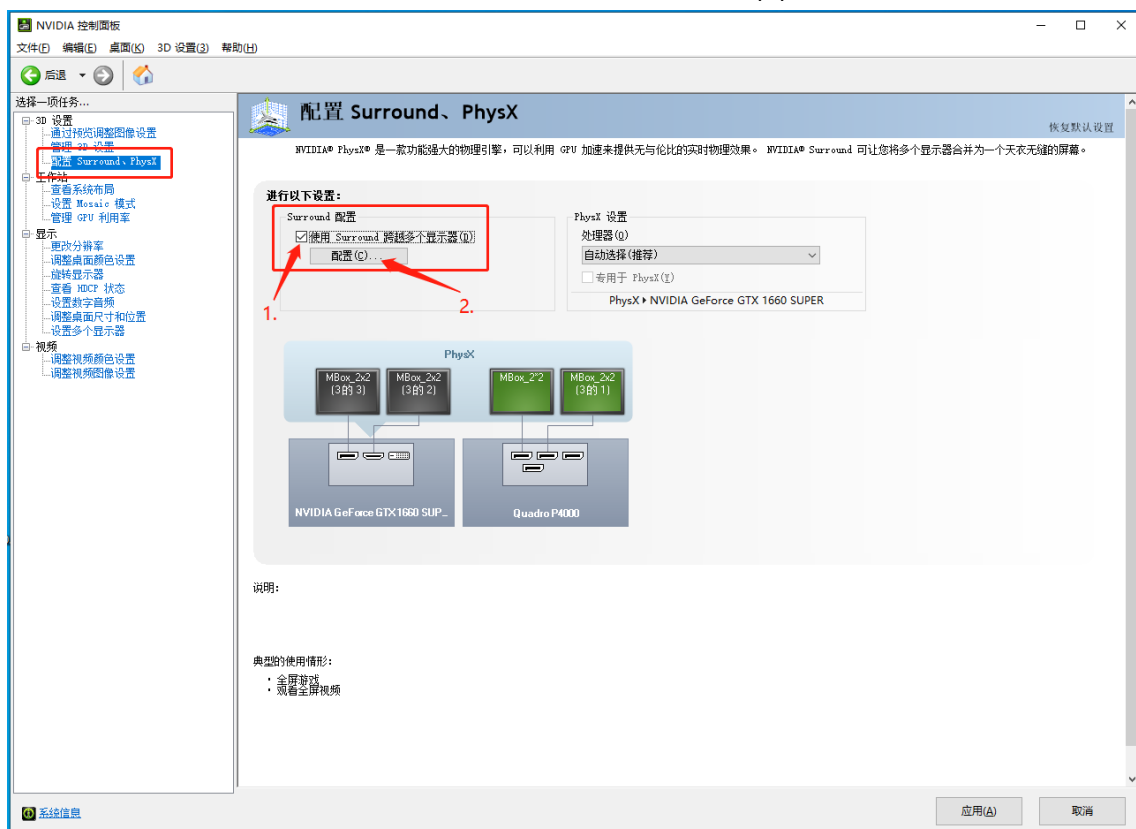 NVIDIA 控制面板
文件(F) 编辑(E) 桌面(K) 3D 设置(3) 帮助(H)
后退
选择一项任务...
3D 设置
通过预览调整图像设置
管理 3D 设置
配置 Surround、PhysX
工作站
查看系统布局
设置 Mosaic 模式
管理 GPU 利用率
显示
更改分辨率
调整桌面颜色设置
旋转显示器
查看 HDCP 状态
设置数字音频
调整桌面尺寸和位置
设置多个显示器
视频
调整视频颜色设置
调整视频图像设置
配置 Surround、PhysX
恢复默认设置
NVIDIA® PhysX® 是一款功能强大的物理引擎，可以利用 GPU 加速来提供无与伦比的实时物理效果。 NVIDIA® Surround 可让您将多个显示器合并为一个天衣无缝的屏幕。
进行以下设置:
Surround 配置
使用 Surround 跨越多个显示器(D)
配置(C)...
1.
2.
PhysX 设置
处理器(O)
自动选择(推荐)
专用于 PhysX(Y)
PhysX NVIDIA GeForce GTX 1660 SUPER
PhysX
MBox_2x2
(3的 3)
MBox_2x2
(3的 2)
MBox_2*2
MBox_2x2
(3的 1)
NVIDIA GeForce GTX 1660 SUP...
Quadro P4000
说明:
典型的使用情形:
· 全屏游戏
· 观看全屏视频
系统信息
应用(A)
取消